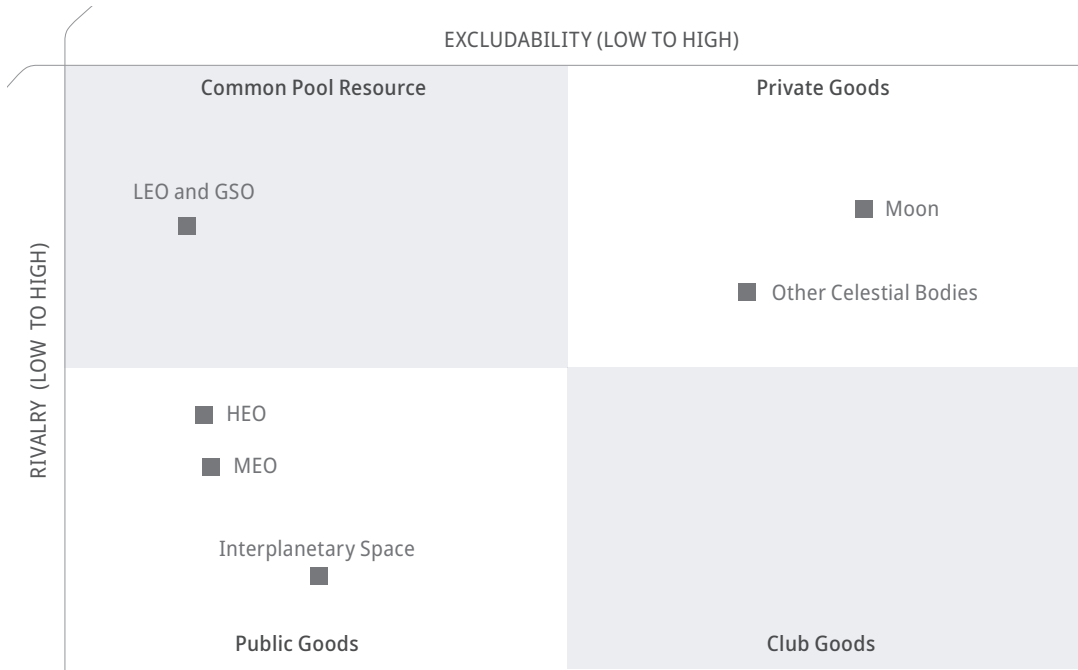 EXCLUDABILITY (LOW TO HIGH)
Common Pool Resource
Private Goods
LEO and GSO
Moon
Other Celestial Bodies
RIVALRY (LOW TO HIGH)
HEO
MEO
Interplanetary Space
Public Goods
Club Goods